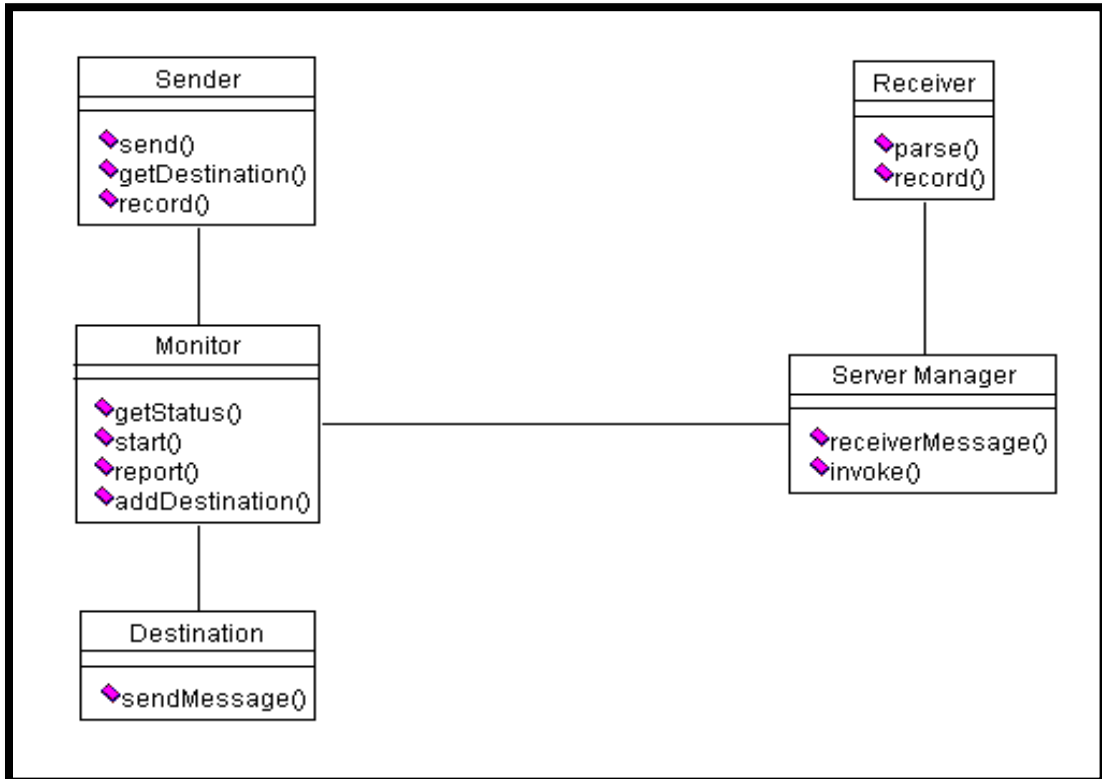 Sender
send()
getDestination()
record()
Receiver
parse()
record()
Monitor
getStatus()
start()
report()
addDestination()
Server Manager
receiverMessage()
invoke()
Destination
sendMessage()